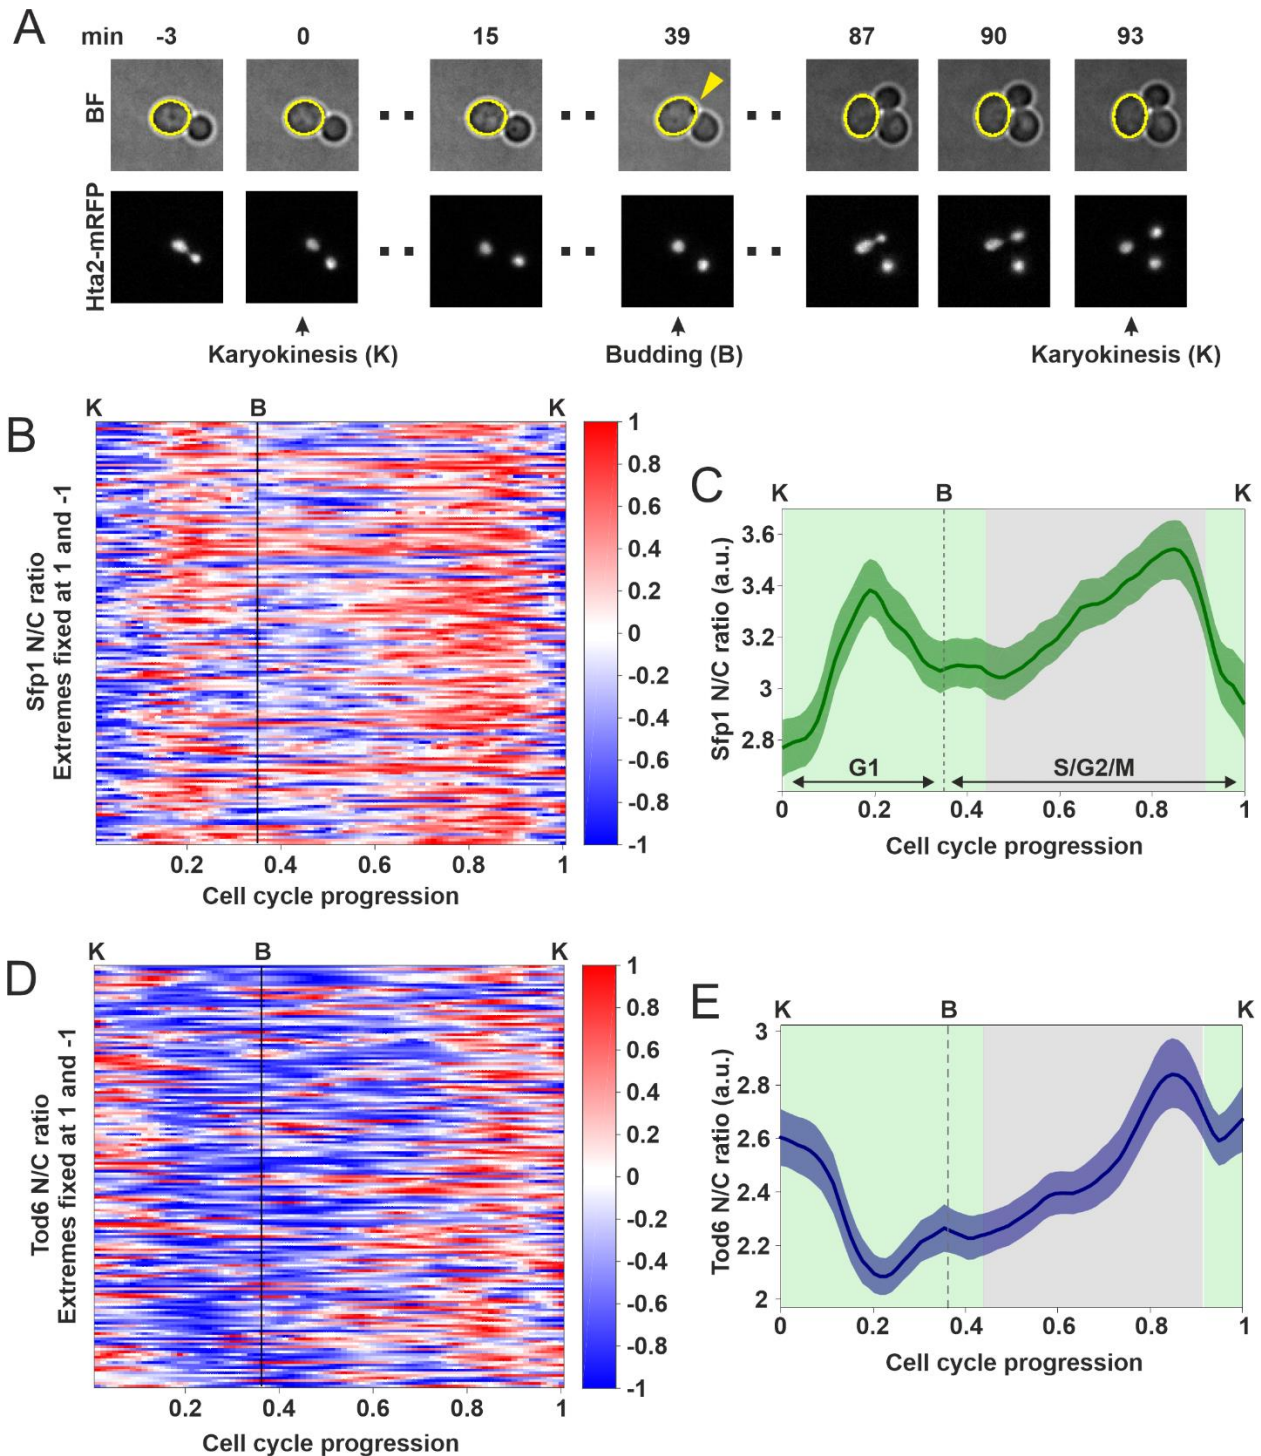 A
min -3 0 15 39 87 90 93
BF
Hta2-mRFP
Karyokinesis (K) Budding (B) Karyokinesis (K)
B
K B K
Sfp1 N/C ratio
Extremes fixed at 1 and -1
1
0.8
0.6
0.4
0.2
0
-0.2
-0.4
-0.6
-0.8
-1
0.2 0.4 0.6 0.8 1
Cell cycle progression
C
K B K
Sfp1 N/C ratio (a.u.)
3.6
3.4
3.2
3
2.8
G1 S/G2/M
0 0.2 0.4 0.6 0.8 1
Cell cycle progression
D
K B K
Tod6 N/C ratio
Extremes fixed at 1 and -1
1
0.8
0.6
0.4
0.2
0
-0.2
-0.4
-0.6
-0.8
-1
0.2 0.4 0.6 0.8 1
Cell cycle progression
E
K B K
Tod6 N/C ratio (a.u.)
3
2.8
2.6
2.4
2.2
2
0 0.2 0.4 0.6 0.8 1
Cell cycle progression